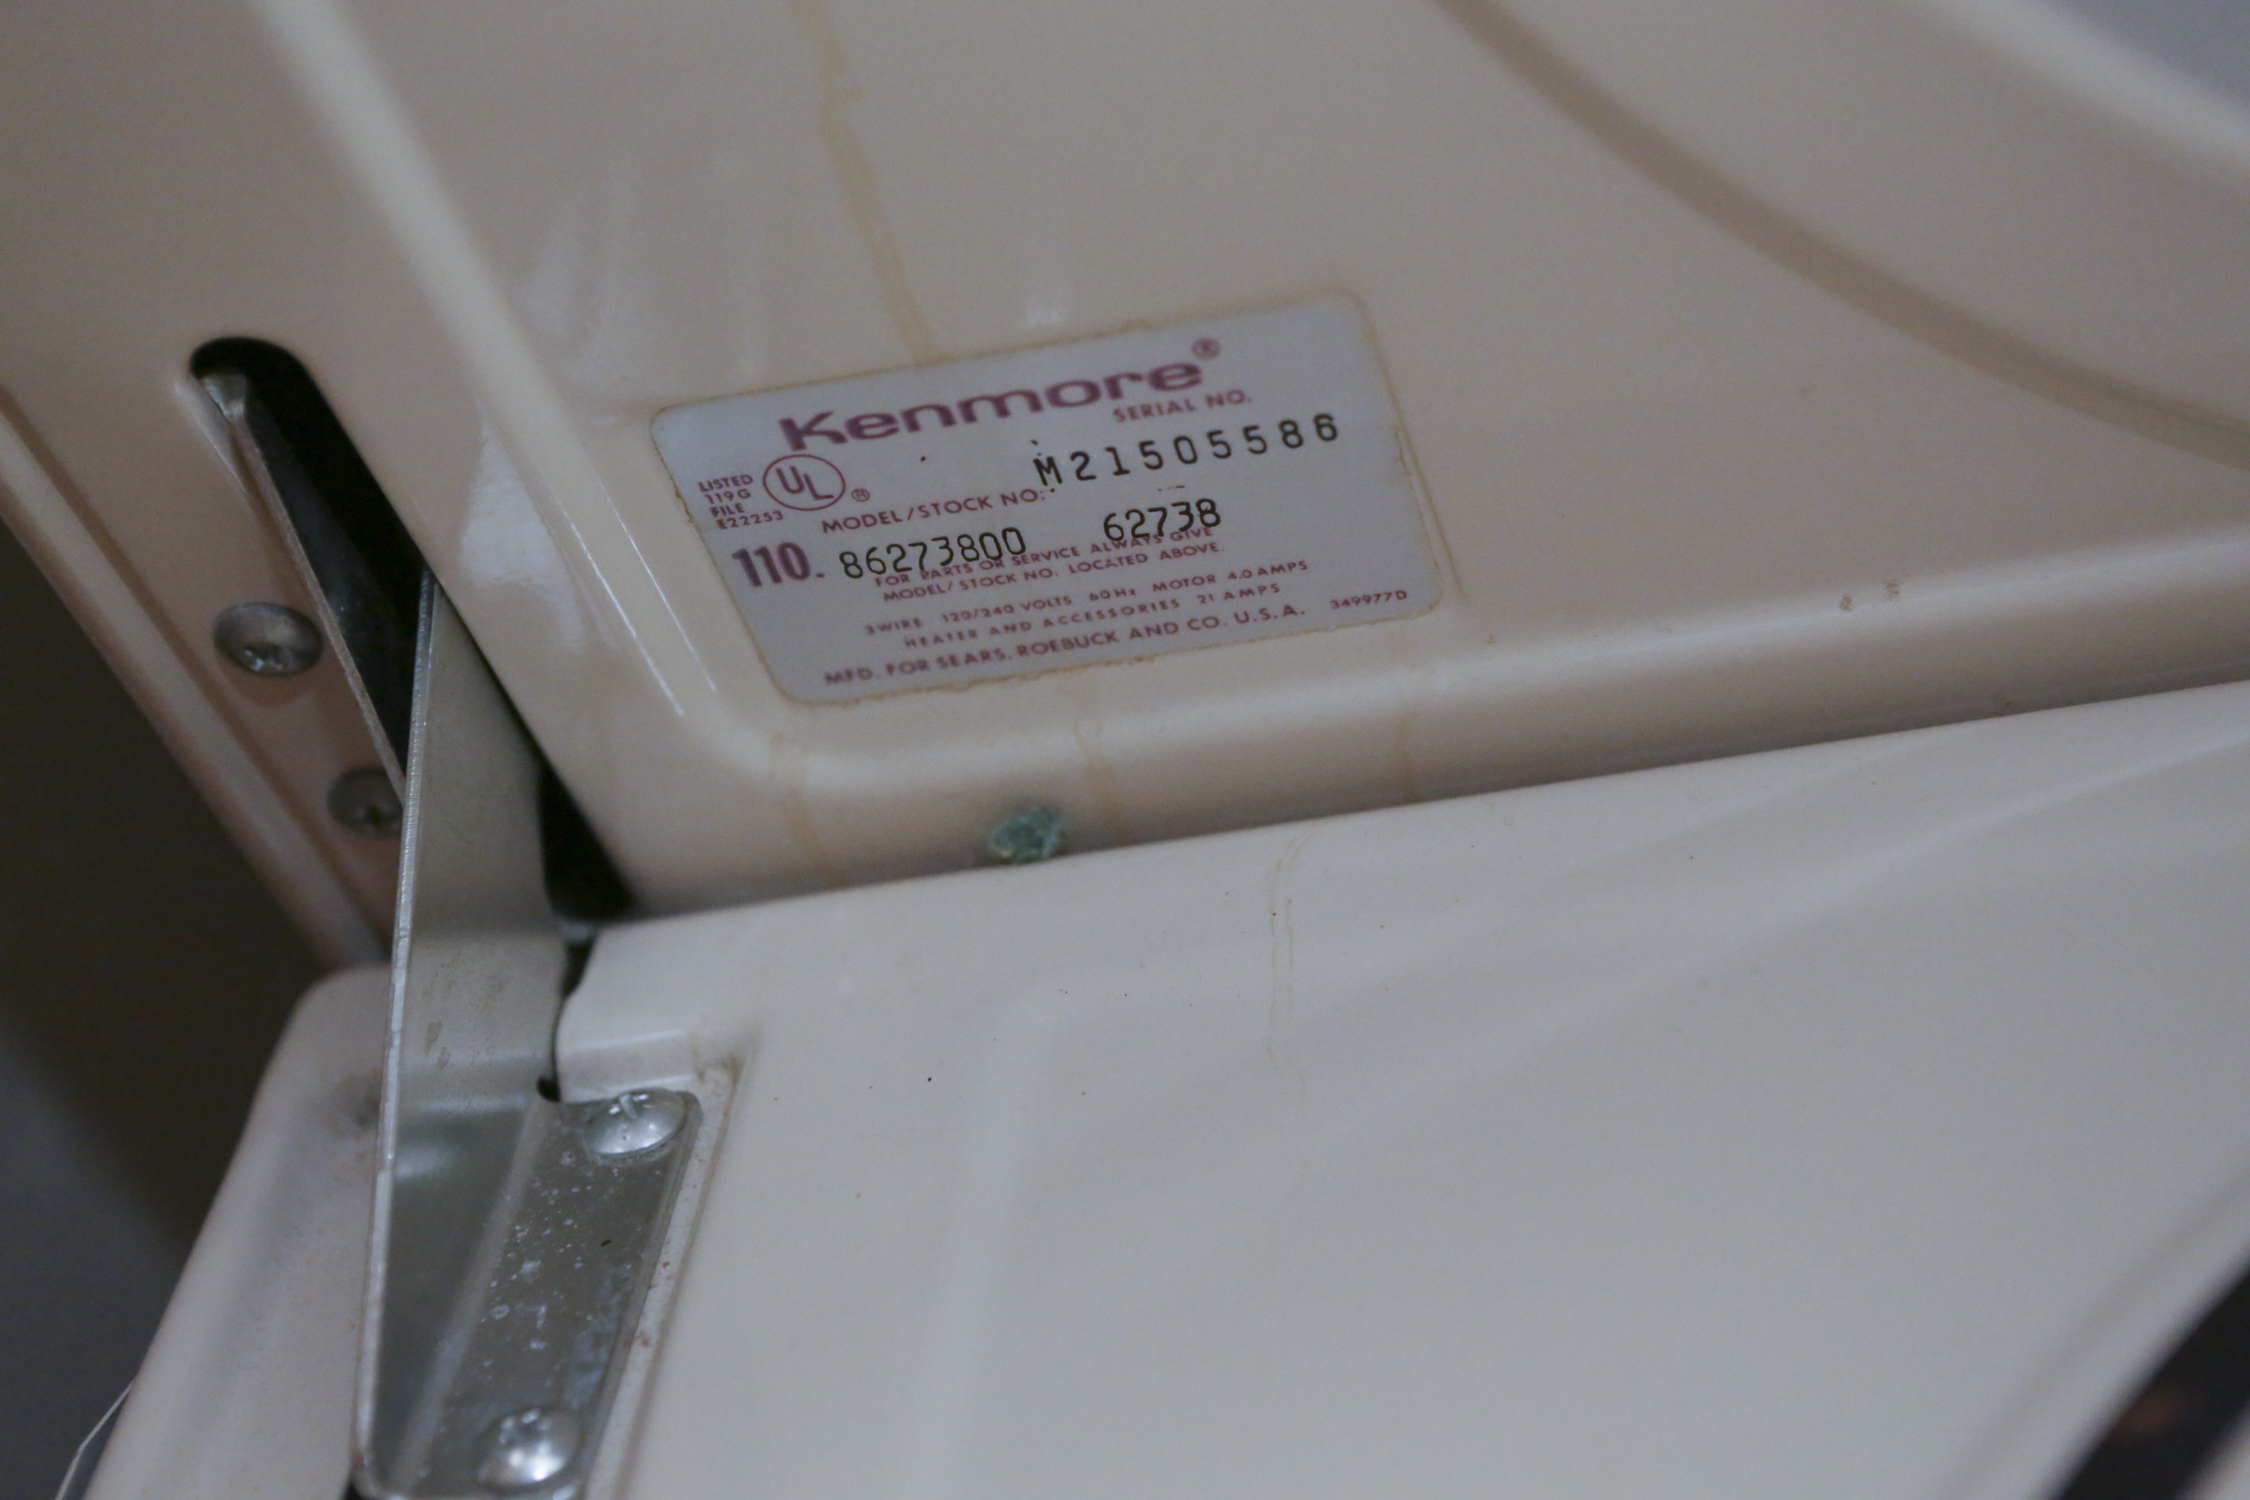 Kenmore®
SERIAL NO.
M21505586
LISTED
119G
FILE
E22253
UL ®
MODEL/STOCK NO:
110. 86273800 62738
FOR PARTS OR SERVICE ALWAYS GIVE
MODEL/STOCK NO. LOCATED ABOVE.
3WIRE 120/240 VOLTS 60Hz MOTOR 4.0 AMPS
HEATER AND ACCESSORIES 21 AMPS
MFD. FOR SEARS, ROEBUCK AND CO. U.S.A. 349977D